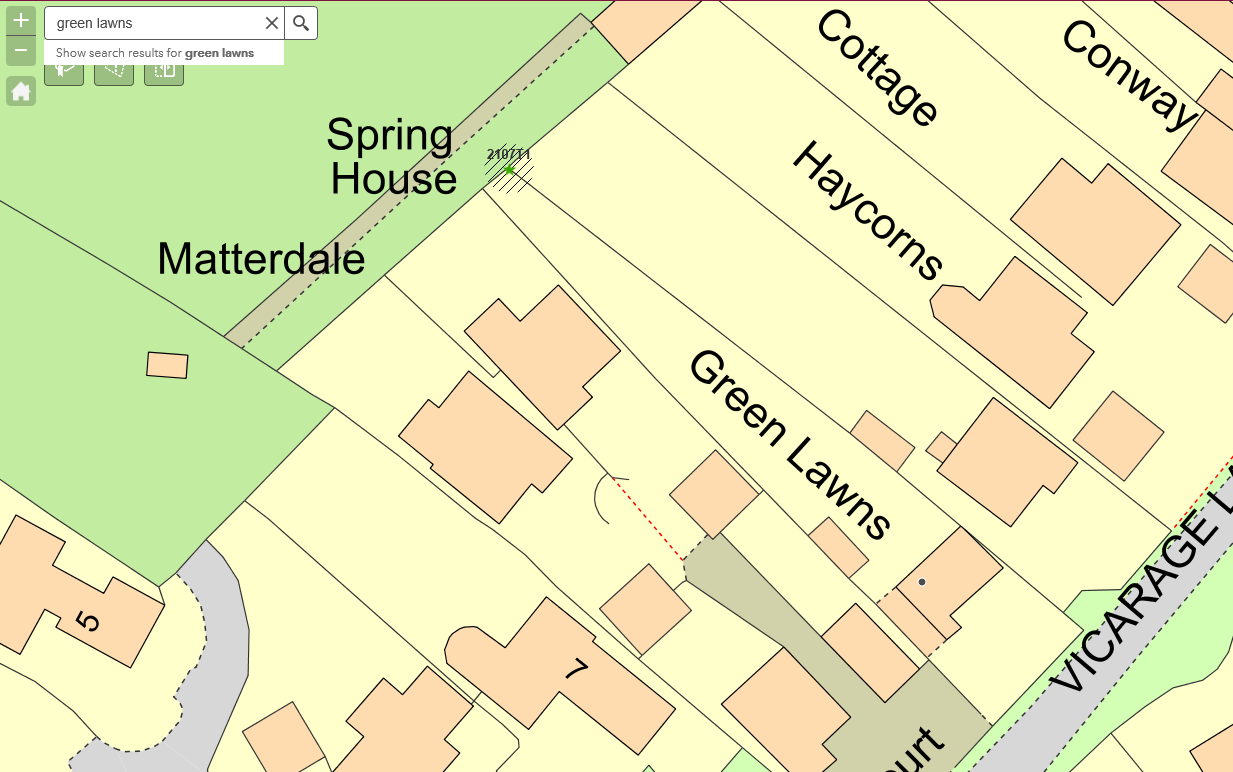 green lawns
Show search results for green lawns
Cottage
Conway
Spring
House
2107T1
Haycorns
Matterdale
Green Lawns
VICARAGE
5
7